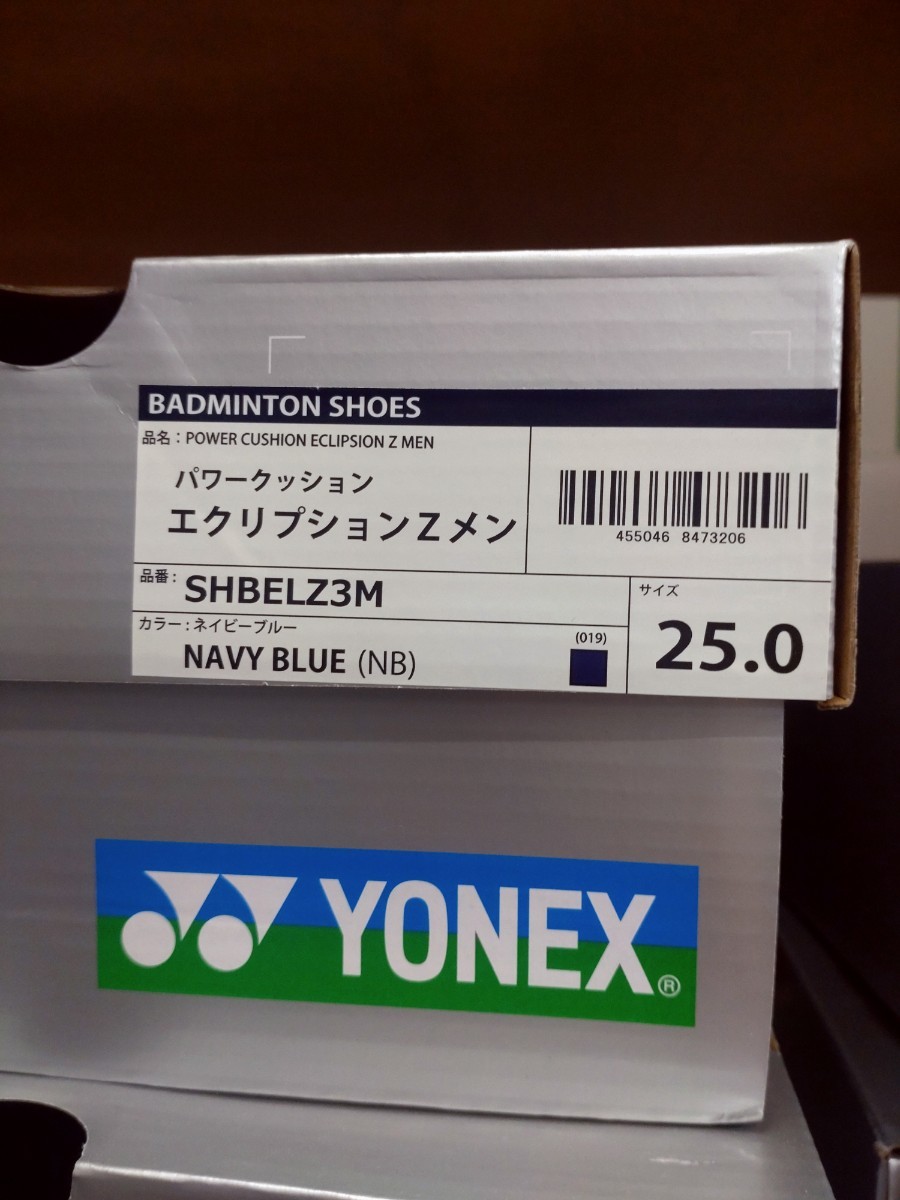 BADMINTON SHOES
品名：POWER CUSHION ECLIPSION Z MEN
パワークッション
エクリプションZメン
455046 8473206
品番：
SHBELZ3M
カラー：ネイビーブルー
(019)
NAVY BLUE (NB)
サイズ
25.0
YONEX®